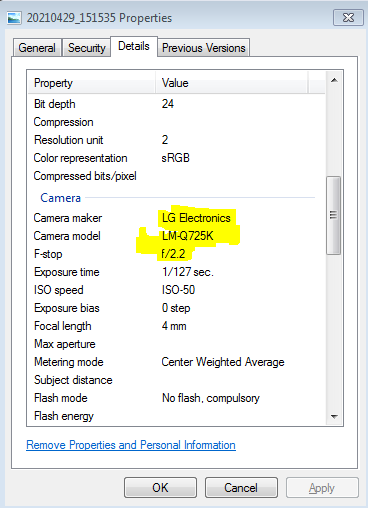 20210429_151535 Properties
General Security Details Previous Versions
Property Value
Bit depth 24
Compression
Resolution unit 2
Color representation sRGB
Compressed bits/pixel
Camera
Camera maker LG Electronics
Camera model LM-Q725K
F-stop f/2.2
Exposure time 1/127 sec.
ISO speed ISO-50
Exposure bias 0 step
Focal length 4 mm
Max aperture
Metering mode Center Weighted Average
Subject distance
Flash mode No flash, compulsory
Flash energy
Remove Properties and Personal Information
OK Cancel Apply